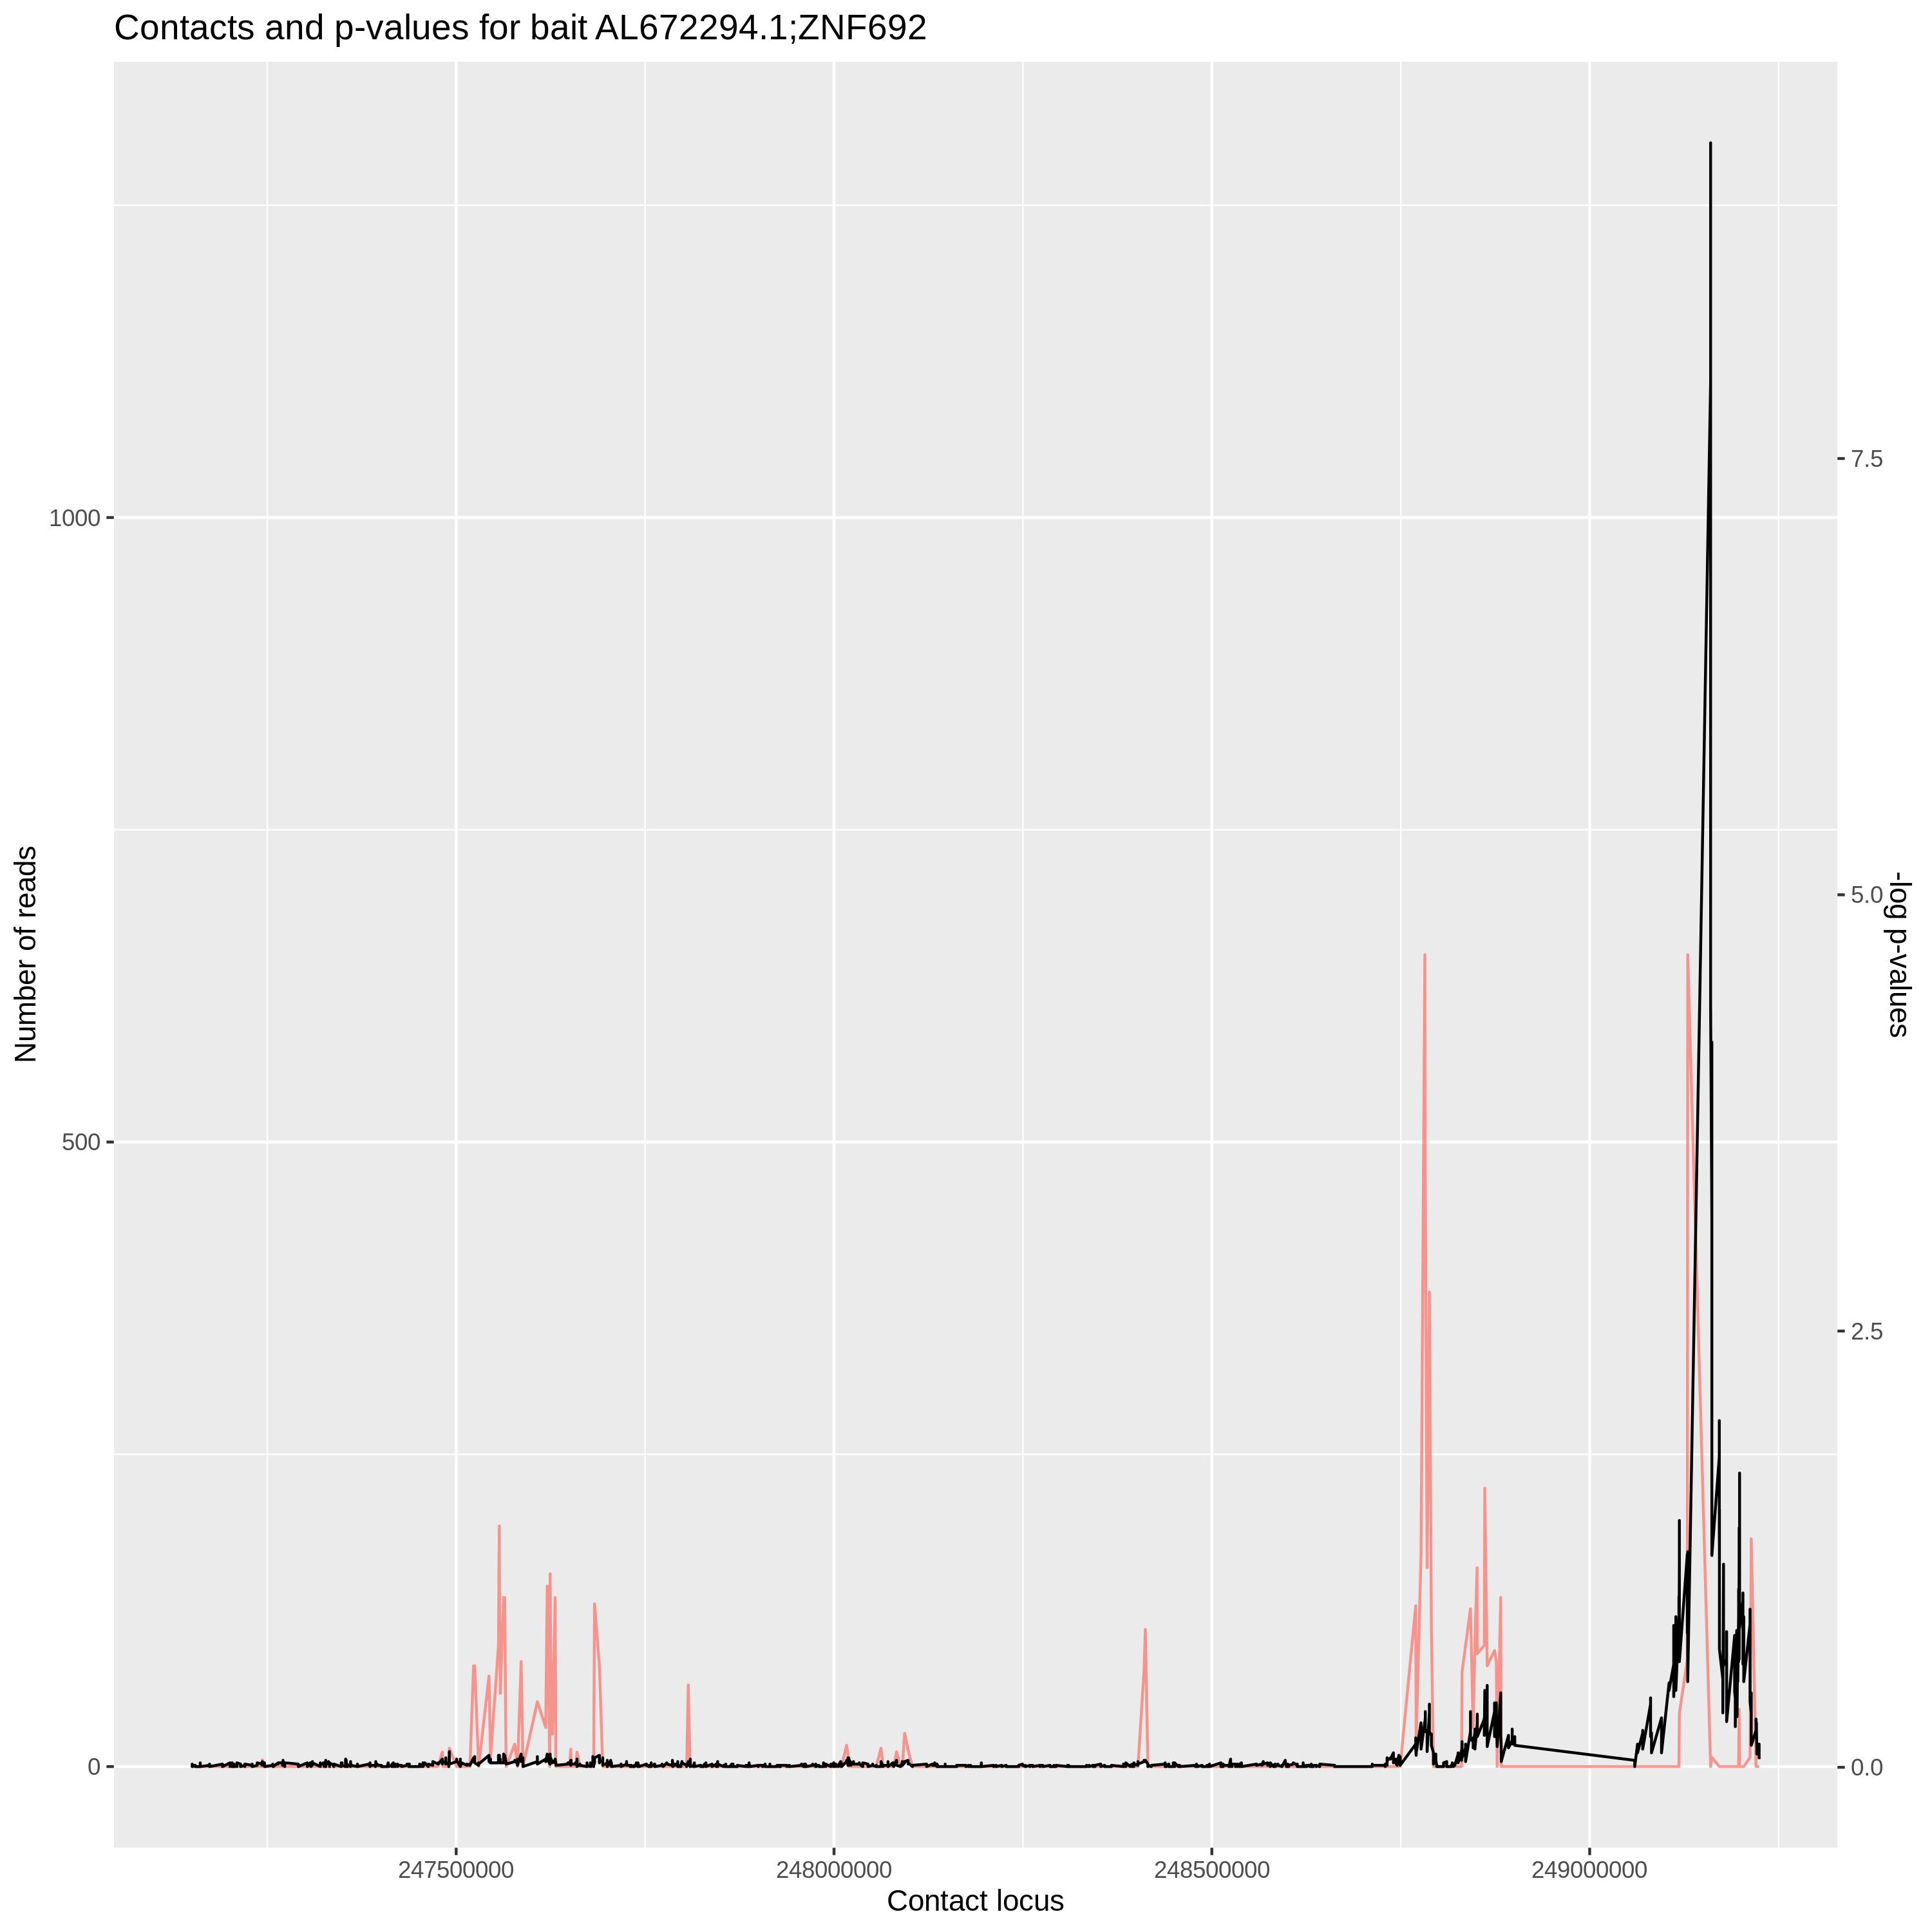 Contacts and p-values for bait AL672294.1;ZNF692
Number of reads
1000
500
0
7.5
5.0
2.5
0.0
-log p-values
247500000
248000000
248500000
249000000
Contact locus